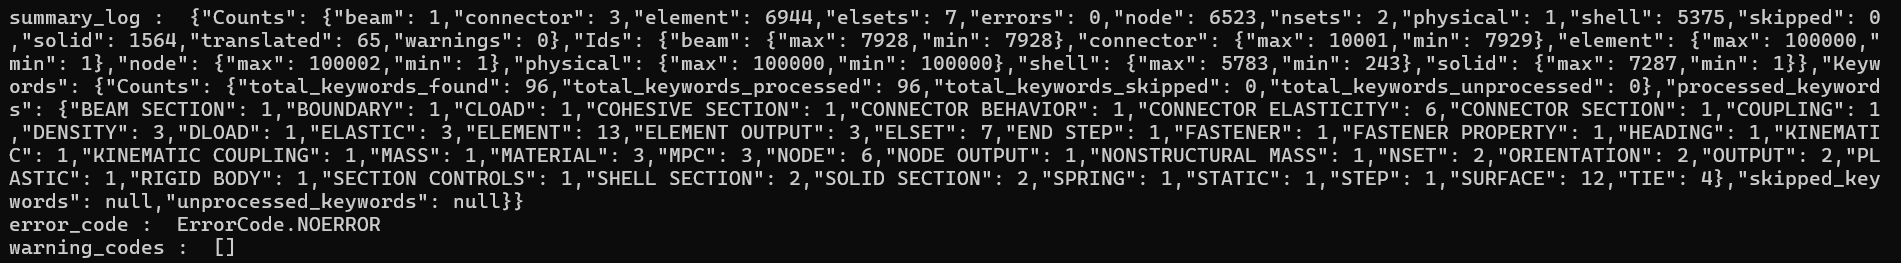 summary_log :  {"Counts": {"beam": 1,"connector": 3,"element": 6944,"elsets": 7,"errors": 0,"node": 6523,"nsets": 2,"physical": 1,"shell": 5375,"skipped": 0
,"solid": 1564,"translated": 65,"warnings": 0},"Ids": {"beam": {"max": 7928,"min": 7928},"connector": {"max": 10001,"min": 7929},"element": {"max": 100000,"
min": 1},"node": {"max": 100002,"min": 1},"physical": {"max": 100000,"min": 100000},"shell": {"max": 5783,"min": 243},"solid": {"max": 7287,"min": 1}},"Keyw
ords": {"Counts": {"total_keywords_found": 96,"total_keywords_processed": 96,"total_keywords_skipped": 0,"total_keywords_unprocessed": 0},"processed_keyword
s": {"BEAM SECTION": 1,"BOUNDARY": 1,"CLOAD": 1,"COHESIVE SECTION": 1,"CONNECTOR BEHAVIOR": 1,"CONNECTOR ELASTICITY": 6,"CONNECTOR SECTION": 1,"COUPLING": 1
,"DENSITY": 3,"DLOAD": 1,"ELASTIC": 3,"ELEMENT": 13,"ELEMENT OUTPUT": 3,"ELSET": 7,"END STEP": 1,"FASTENER": 1,"FASTENER PROPERTY": 1,"HEADING": 1,"KINEMATI
C": 1,"KINEMATIC COUPLING": 1,"MASS": 1,"MATERIAL": 3,"MPC": 3,"NODE": 6,"NODE OUTPUT": 1,"NONSTRUCTURAL MASS": 1,"NSET": 2,"ORIENTATION": 2,"OUTPUT": 2,"PL
ASTIC": 1,"RIGID BODY": 1,"SECTION CONTROLS": 1,"SHELL SECTION": 2,"SOLID SECTION": 2,"SPRING": 1,"STATIC": 1,"STEP": 1,"SURFACE": 12,"TIE": 4},"skipped_key
words": null,"unprocessed_keywords": null}}
error_code :  ErrorCode.NOERROR
warning_codes :  []